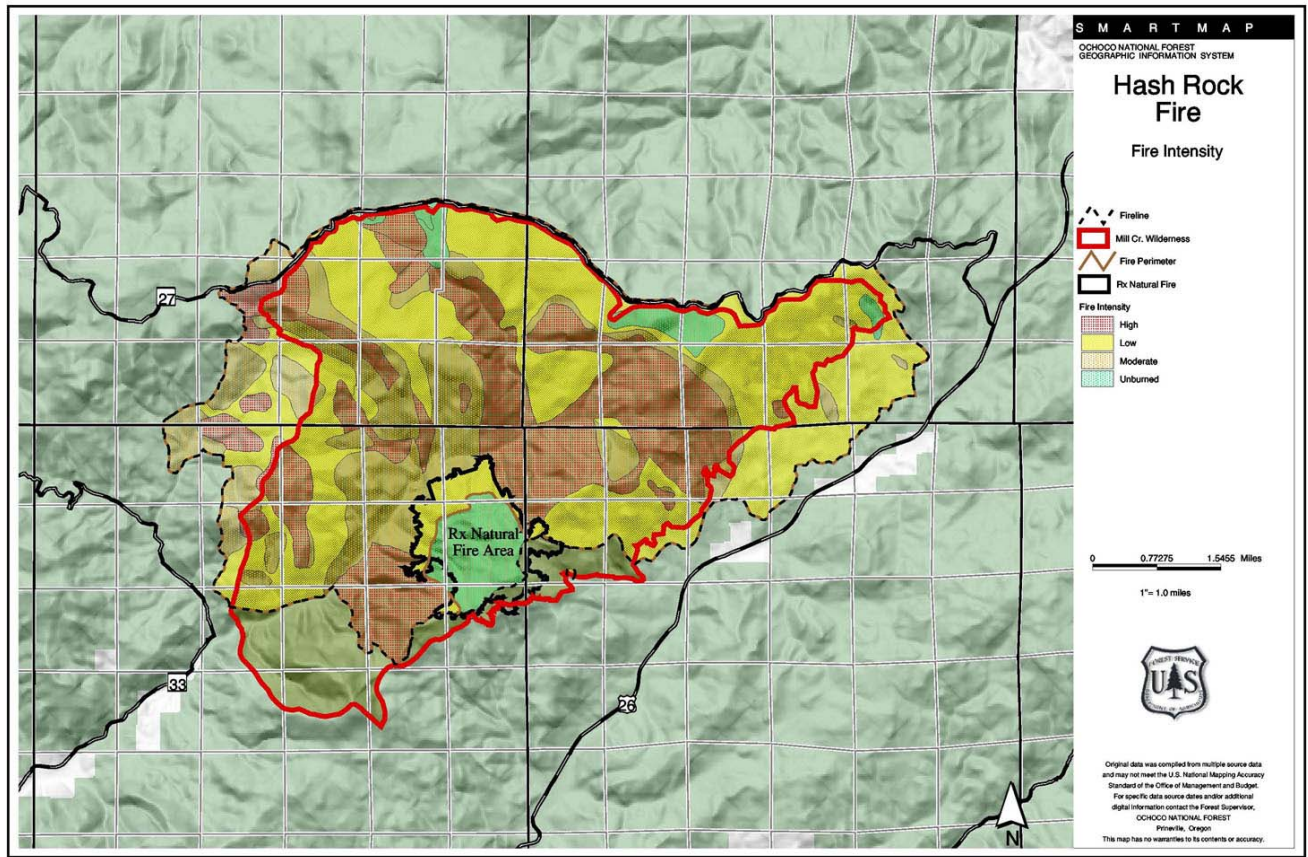 S M A R T M A P
OCHOCO NATIONAL FOREST
GEOGRAPHIC INFORMATION SYSTEM
Hash Rock
Fire
Fire Intensity
Fireline
Mill Cr. Wilderness
Fire Perimeter
Rx Natural Fire
Fire Intensity
High
Low
Moderate
Unburned
27
Rx Natural
Fire Area
33
26
0 0.77275 1.5455 Miles
1"= 1.0 miles
FOREST SERVICE
U S
DEPARTMENT OF AGRICULTURE
Original data was compiled from multiple source data
and may not meet the U.S. National Mapping Accuracy
Standard of the Office of Management and Budget.
For specific data source dates and/or additional
digital information contact the Forest Supervisor,
OCHOCO NATIONAL FOREST
Prineville, Oregon
This map has no warranties to its contents or accuracy.
N